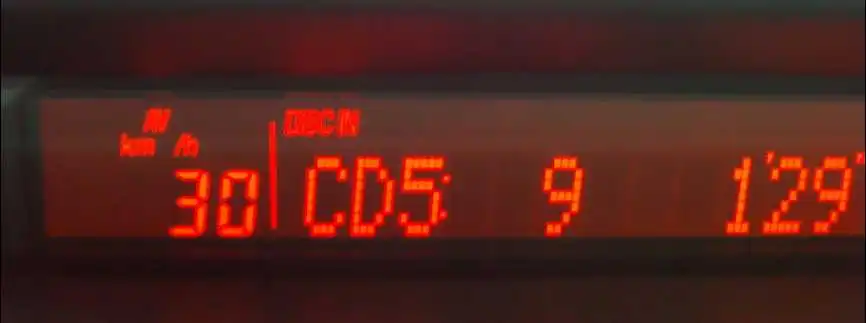 AV
km/h
30
DISC IN
CD5: 9 1'29"